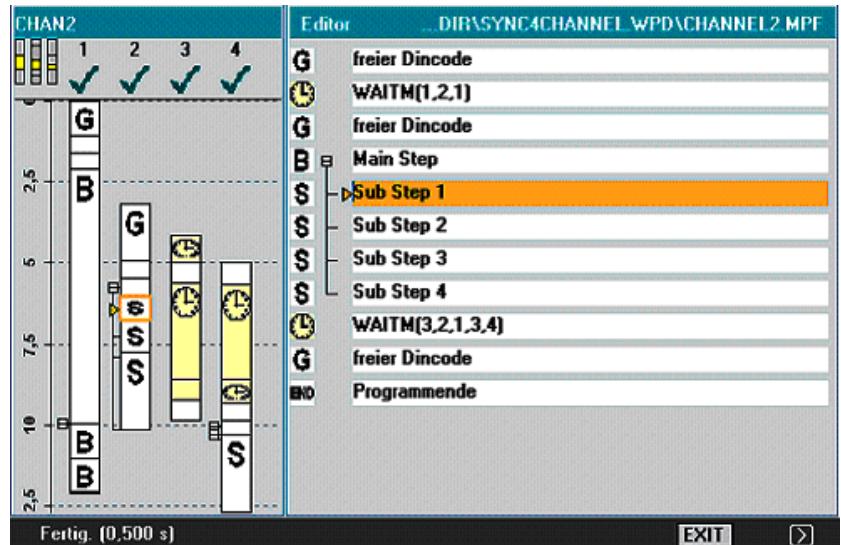 CHAN2
1 2 3 4
G
B
G
S
S
S
B
B
S
2,5
5
7,5
10
2,5
Editor ...DIR\SYNC4CHANNEL.WPD\CHANNEL2.MPF
G freier Dincode
WAITM(1,2,1)
G freier Dincode
B Main Step
S Sub Step 1
S Sub Step 2
S Sub Step 3
S Sub Step 4
WAITM(3,2,1,3,4)
G freier Dincode
END Programmende
Fertig. (0,500 s) EXIT